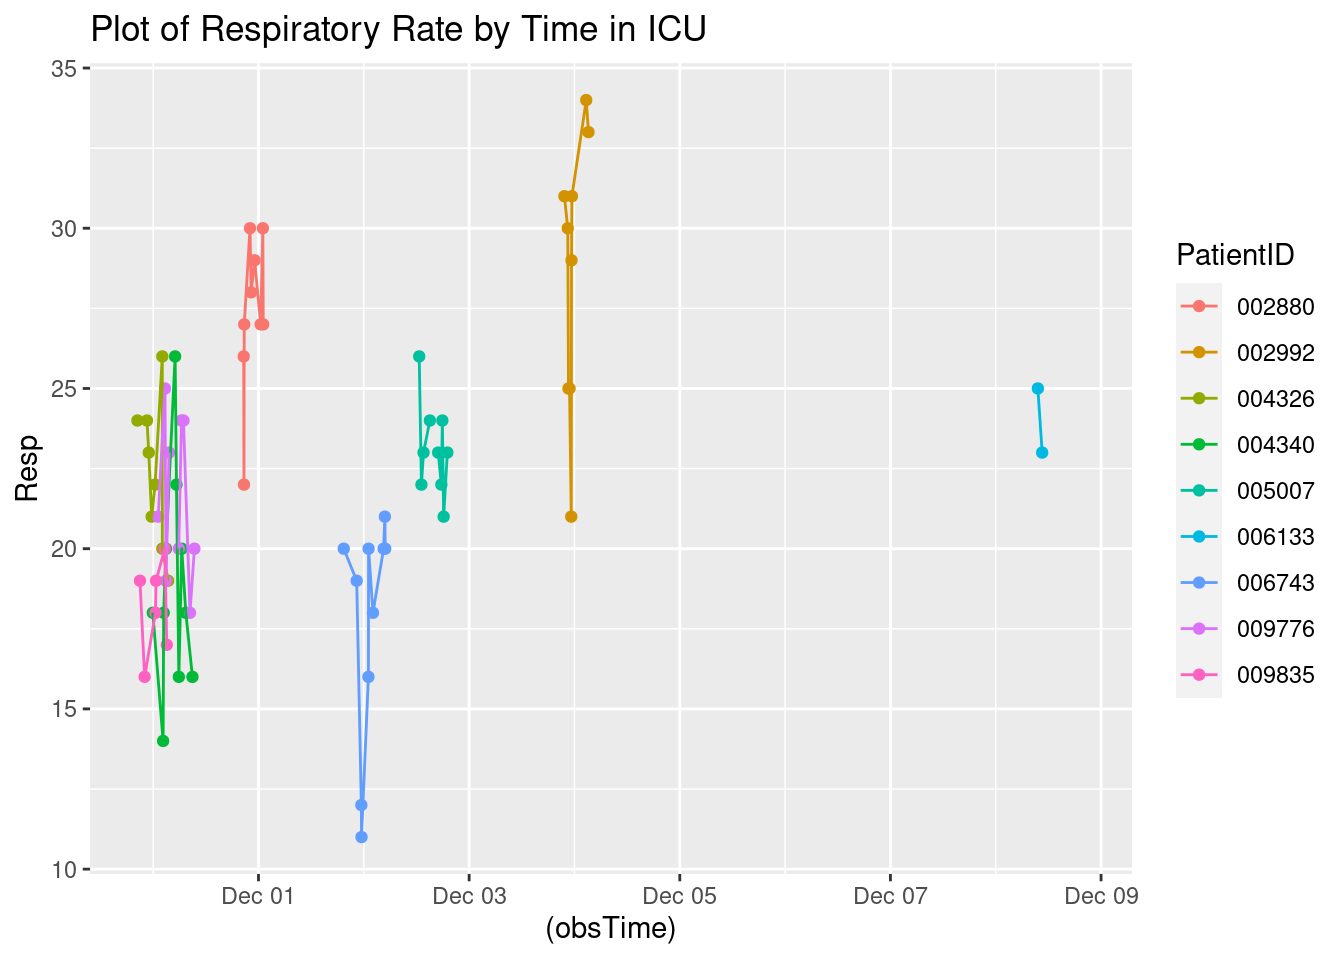 Plot of Respiratory Rate by Time in ICU
35
30
25
20
15
10
Resp
Dec 01
Dec 03
Dec 05
Dec 07
Dec 09
(obsTime)
PatientID
002880
002992
004326
004340
005007
006133
006743
009776
009835